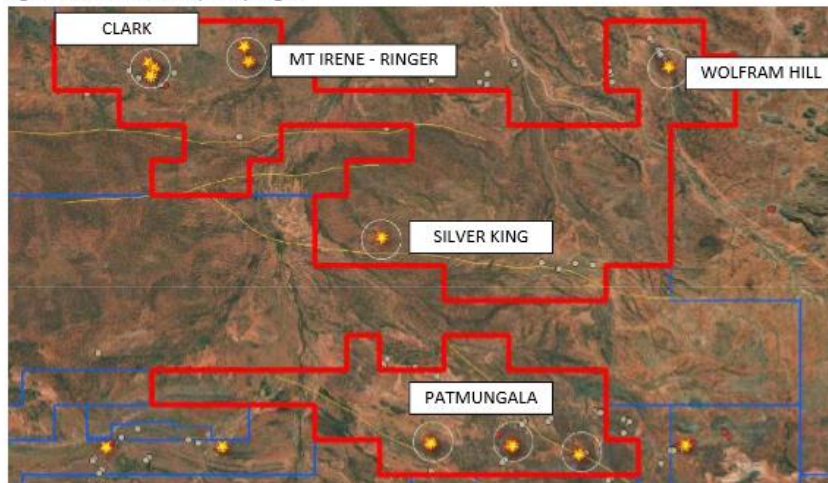 CLARK
MT IRENE - RINGER
WOLFRAM HILL
SILVER KING
PATMUNGALA